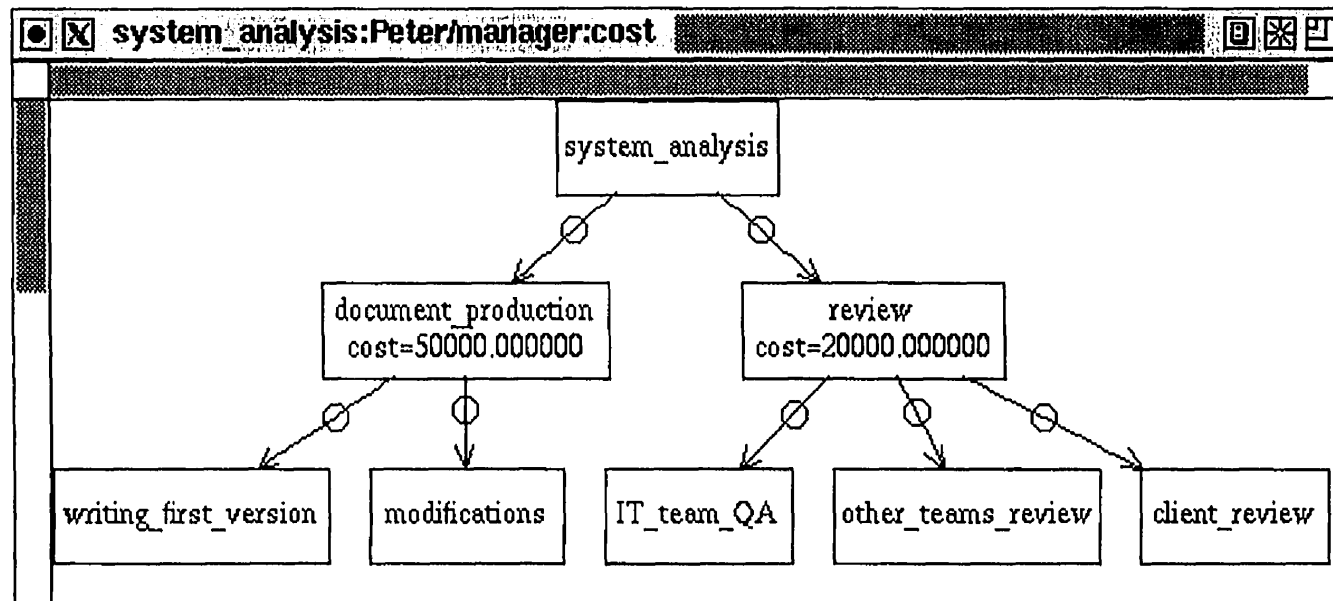 system_analysis:Peter/manager:cost
system_analysis
document_production
cost=50000,000000
review
cost=20000,000000
writing_first_version
modifications
IT_team_QA
other_teams_review
client_review